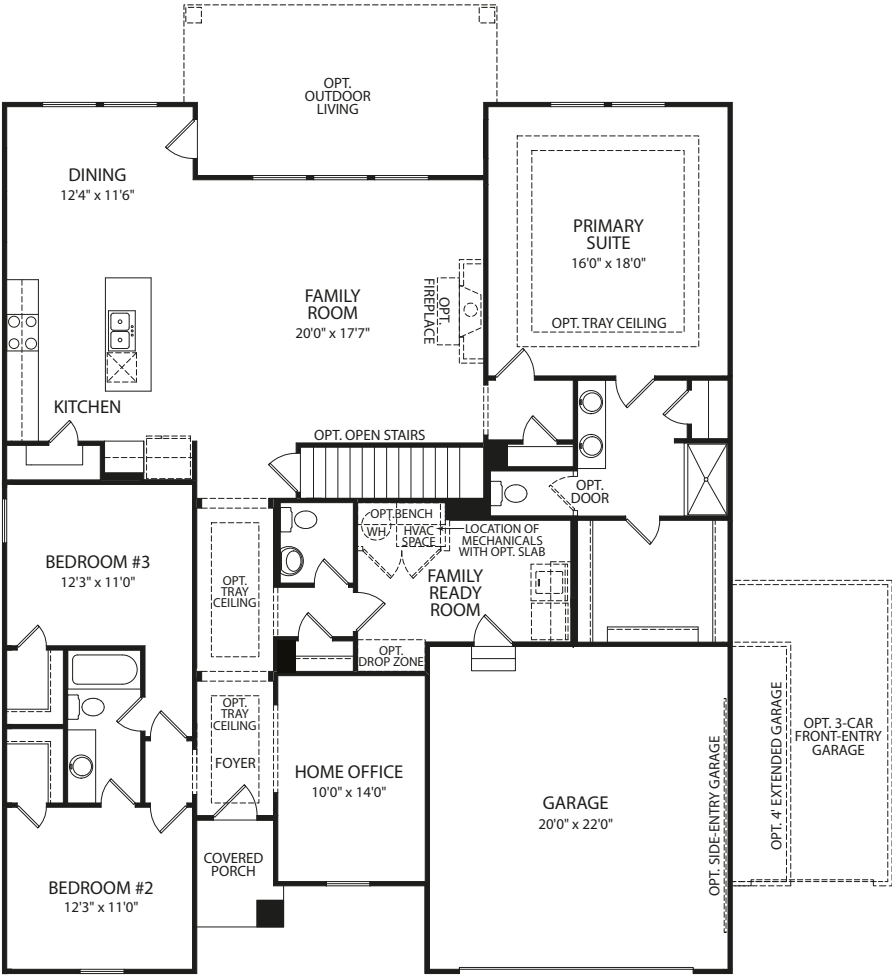 OPT.
OUTDOOR
LIVING
DINING
12'4" x 11'6"
PRIMARY
SUITE
16'0" x 18'0"
OPT. TRAY CEILING
FAMILY
ROOM
20'0" x 17'7"
OPT.
FIREPLACE
KITCHEN
OPT. OPEN STAIRS
OPT.
DOOR
OPT.BENCH
WH
HVAC
SPACE
LOCATION OF
MECHANICALS
WITH OPT. SLAB
BEDROOM #3
12'3" x 11'0"
OPT.
TRAY
CEILING
FAMILY
READY
ROOM
OPT.
DROP ZONE
OPT.
TRAY
CEILING
FOYER
HOME OFFICE
10'0" x 14'0"
GARAGE
20'0" x 22'0"
OPT. SIDE-ENTRY GARAGE
OPT. 4' EXTENDED GARAGE
OPT. 3-CAR
FRONT-ENTRY
GARAGE
COVERED
PORCH
BEDROOM #2
12'3" x 11'0"